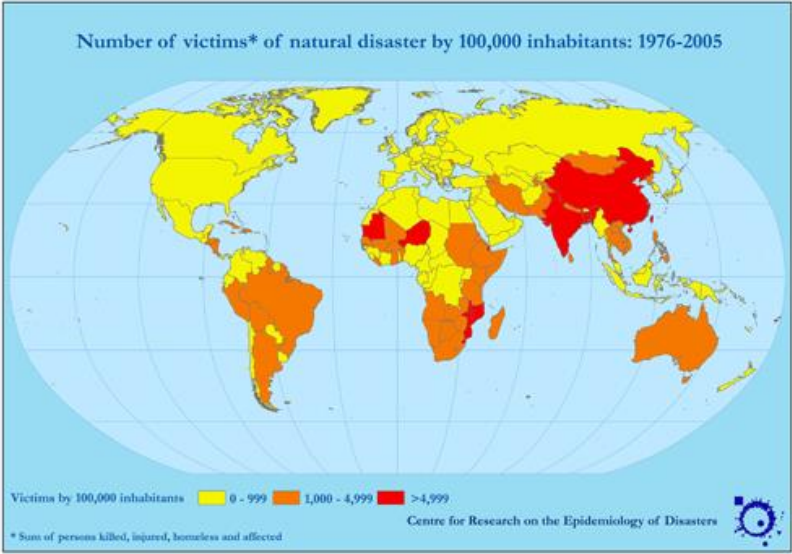 Number of victims* of natural disaster by 100,000 inhabitants: 1976-2005
Victims by 100,000 inhabitants 0 - 999 1,000 - 4,999 >4,999
Centre for Research on the Epidemiology of Disasters
* Sum of persons killed, injured, homeless and affected